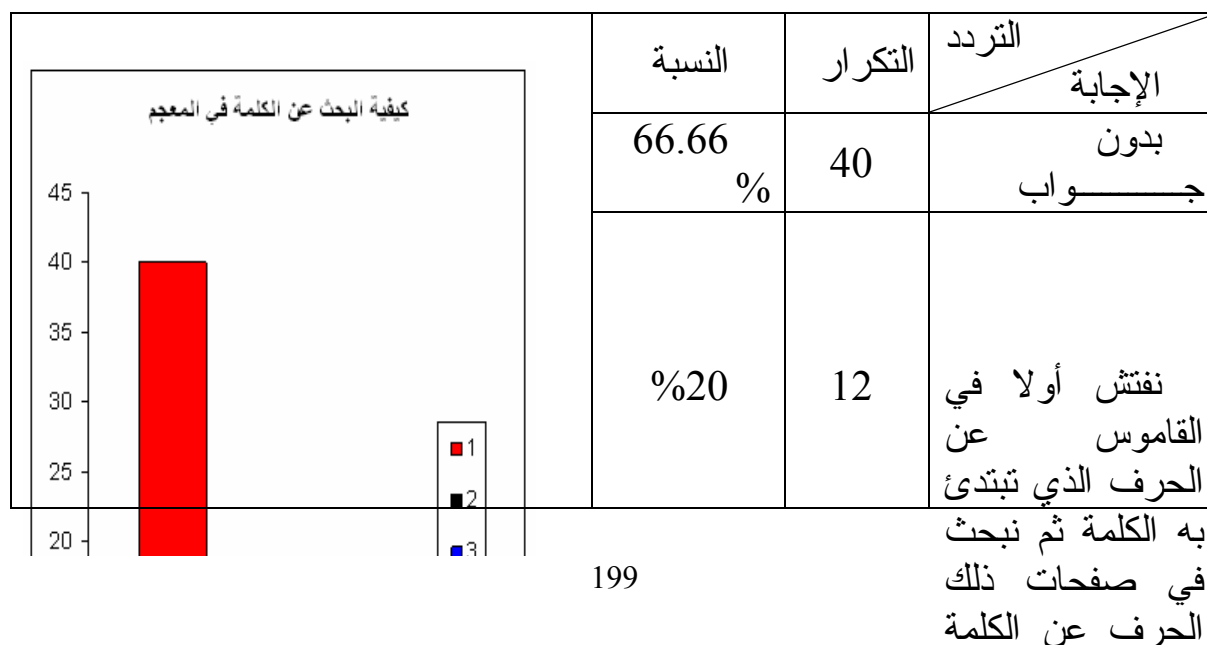 التردد
الإجابة
التكرار
النسبة
بدون
جـــــــواب
40
66.66
%
نفتش أولا في
القاموس عن
الحرف الذي تبتدئ
به الكلمة ثم نبحث
في صفحات ذلك
الحرف عن الكلمة
12
%20
كيفية البحث عن الكلمة في المعجم
45
40
35
30
25
20
1
2
3
199